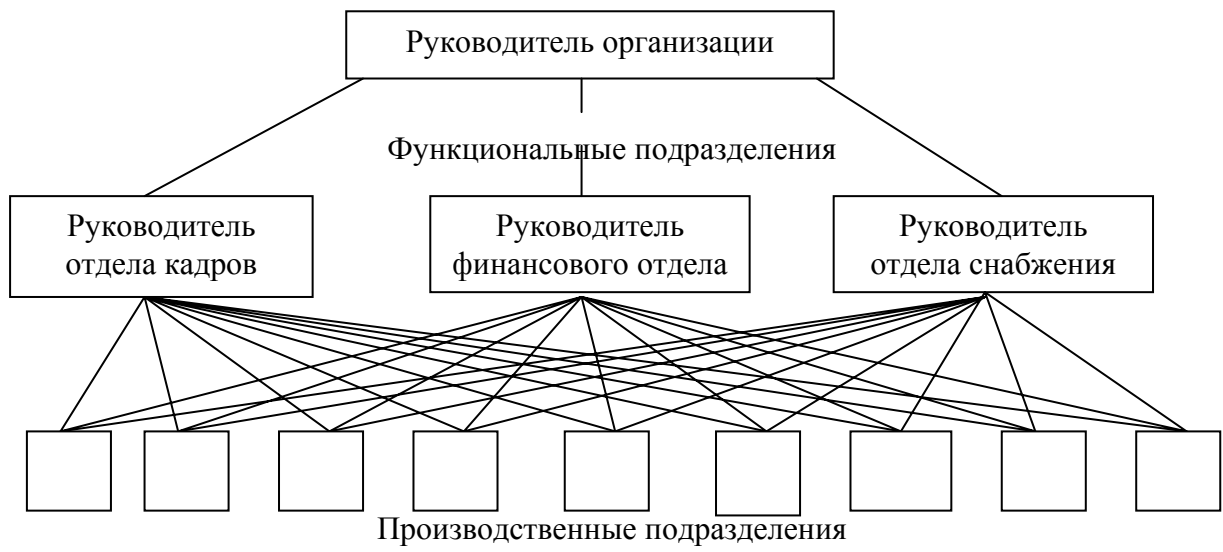 Руководитель организации
Функциональные подразделения
Руководитель
отдела кадров
Руководитель
финансового отдела
Руководитель
отдела снабжения
Производственные подразделения